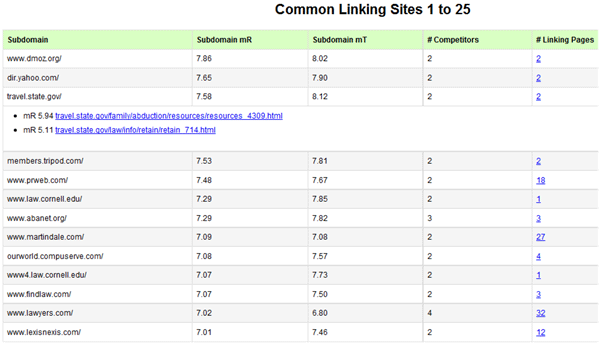 Common Linking Sites 1 to 25
Subdomain Subdomain mR Subdomain mT # Competitors # Linking Pages
www.dmoz.org/ 7.86 8.02 2 2
dir.yahoo.com/ 7.65 7.90 2 2
travel.state.gov/ 7.58 8.12 2 2
• mR 5.94 travel.state.gov/family/abduction/resources/resources_4309.html
• mR 5.11 travel.state.gov/law/info/retain/retain_714.html
members.tripod.com/ 7.53 7.81 2 2
www.prweb.com/ 7.48 7.67 2 18
www.law.cornell.edu/ 7.29 7.85 2 1
www.abanet.org/ 7.29 7.82 3 3
www.martindale.com/ 7.09 7.08 2 27
ourworld.compuserve.com/ 7.08 7.57 2 4
www4.law.cornell.edu/ 7.07 7.73 2 1
www.findlaw.com/ 7.07 7.50 2 3
www.lawyers.com/ 7.02 6.80 4 32
www.lexisnexis.com/ 7.01 7.46 2 12